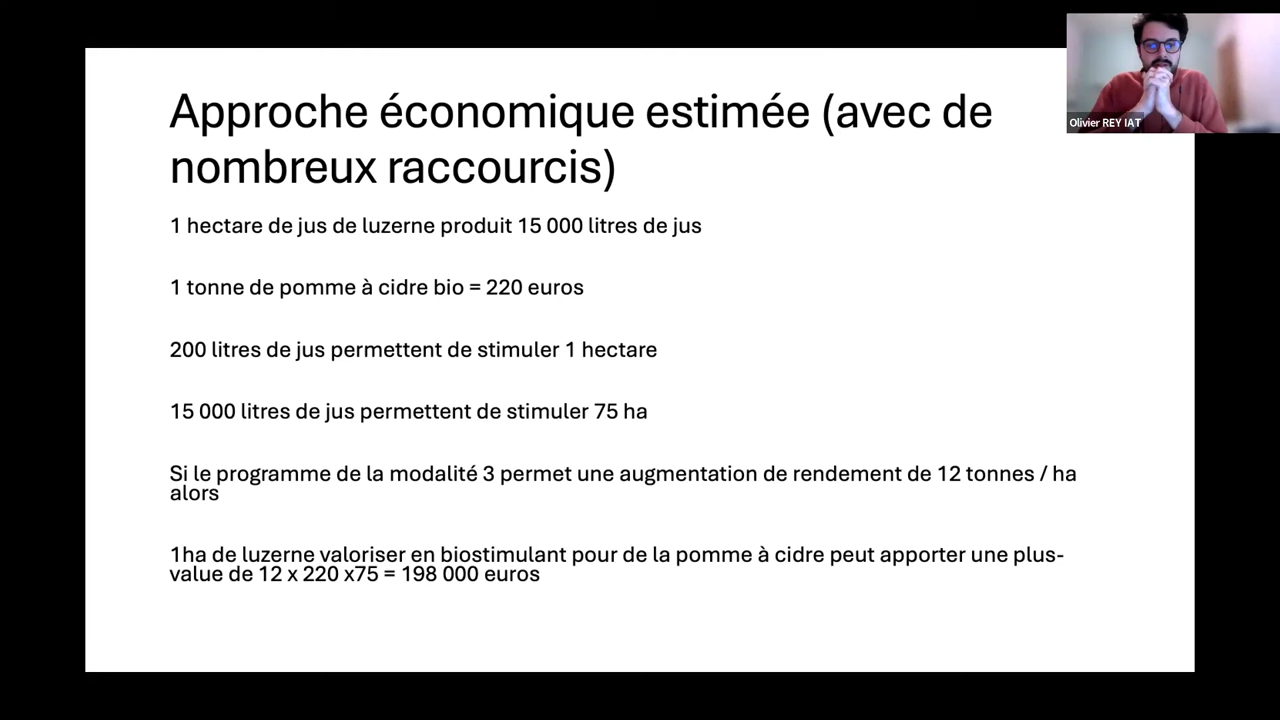 Approche économique estimée (avec de
nombreux raccourcis)
1 hectare de jus de luzerne produit 15 000 litres de jus
1 tonne de pomme à cidre bio = 220 euros
200 litres de jus permettent de stimuler 1 hectare
15 000 litres de jus permettent de stimuler 75 ha
Si le programme de la modalité 3 permet une augmentation de rendement de 12 tonnes / ha
alors
1ha de luzerne valoriser en biostimulant pour de la pomme à cidre peut apporter une plus-
value de 12 x 220 x75 = 198 000 euros
Olivier REY IAT